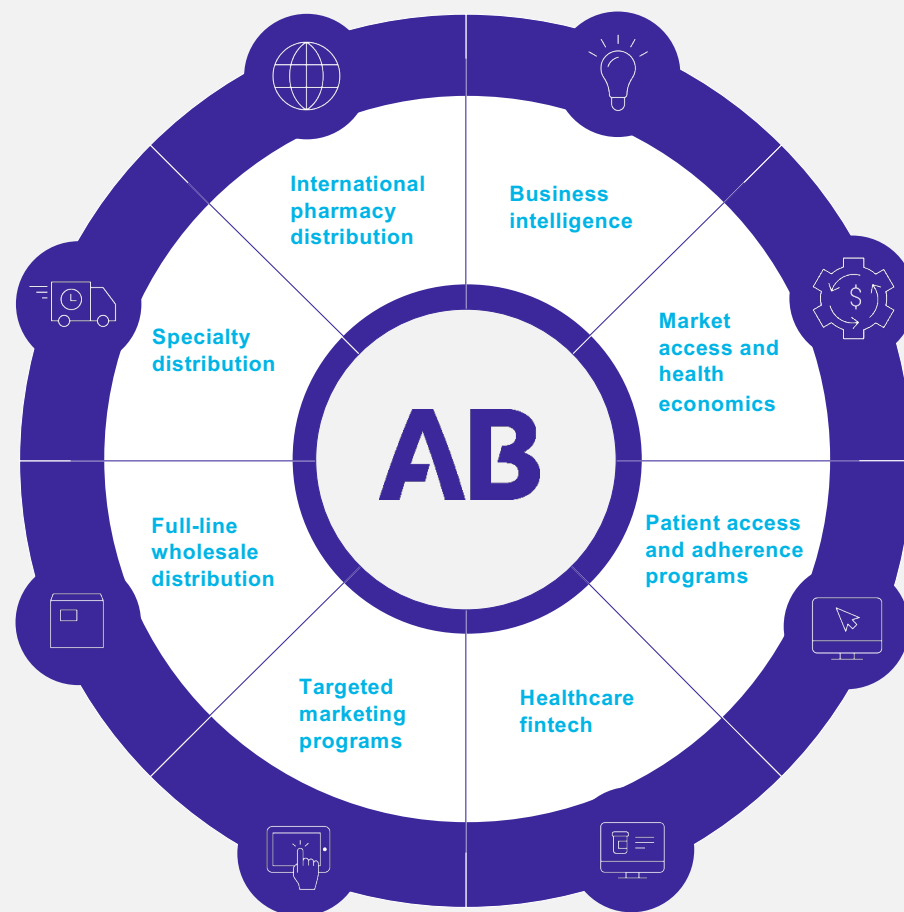 International
pharmacy
distribution
Business
intelligence
Specialty
distribution
Market
access and
health
economics
$
AB
Full-line
wholesale
distribution
Patient access
and adherence
programs
Targeted
marketing
programs
Healthcare
fintech